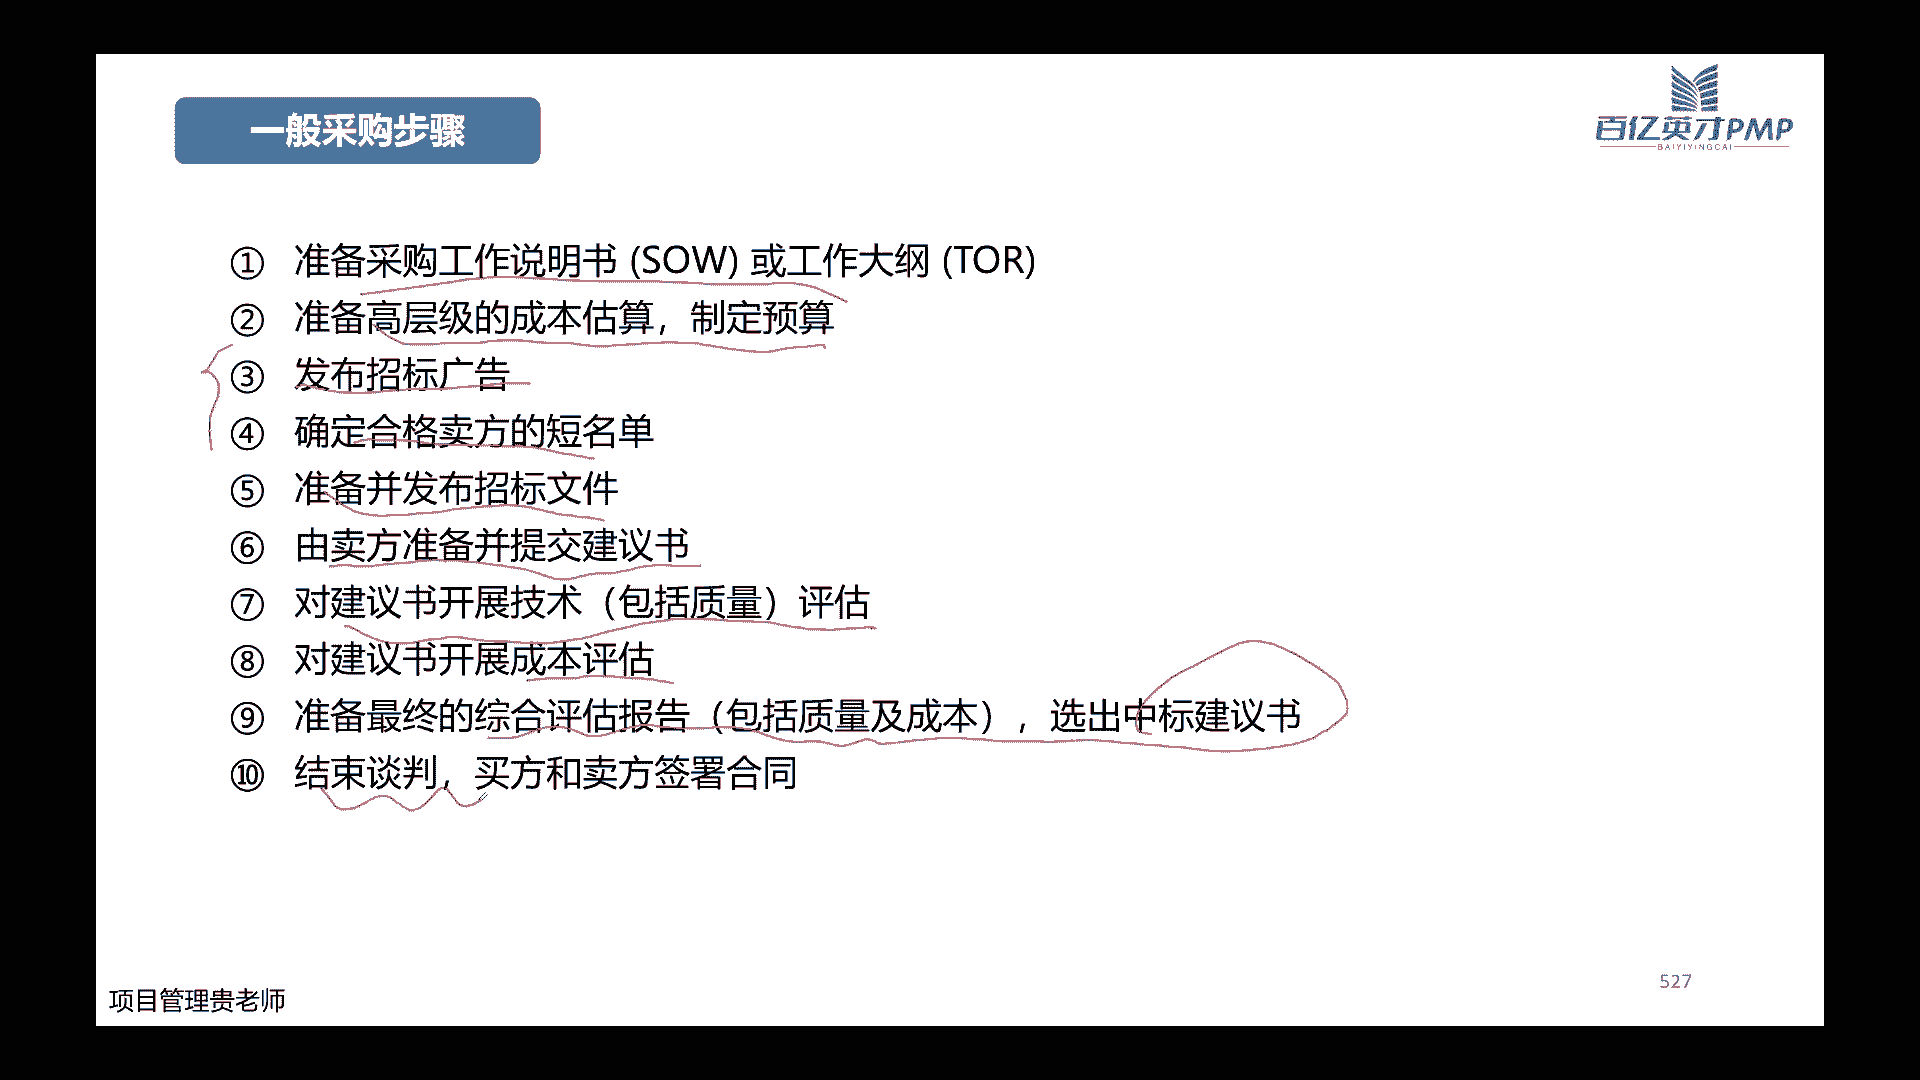 一般采购步骤
百亿英才PMP
BAIYIYINGCAI
① 准备采购工作说明书 (SOW) 或工作大纲 (TOR)
② 准备高层级的成本估算，制定预算
③ 发布招标广告
④ 确定合格卖方的短名单
⑤ 准备并发布招标文件
⑥ 由卖方准备并提交建议书
⑦ 对建议书开展技术（包括质量）评估
⑧ 对建议书开展成本评估
⑨ 准备最终的综合评估报告（包括质量及成本），选出中标建议书
⑩ 结束谈判，买方和卖方签署合同
527
项目管理贵老师